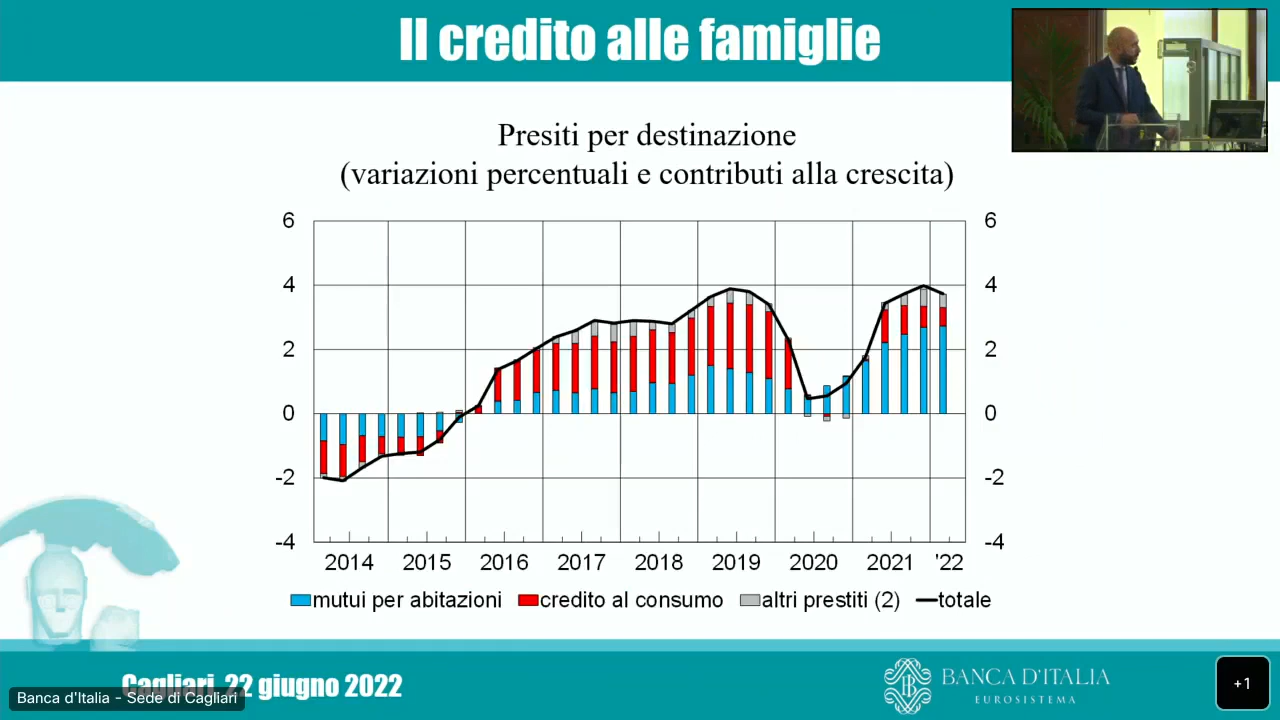 Il credito alle famiglie
Presiti per destinazione
(variazioni percentuali e contributi alla crescita)
6 6
4 4
2 2
0 0
-2 -2
-4 -4
2014 2015 2016 2017 2018 2019 2020 2021 '22
mutui per abitazioni credito al consumo altri prestiti (2) totale
Cagliari, 22 giugno 2022
Banca d'Italia - Sede di Cagliari
BANCA D'ITALIA
EUROSISTEMA
+1